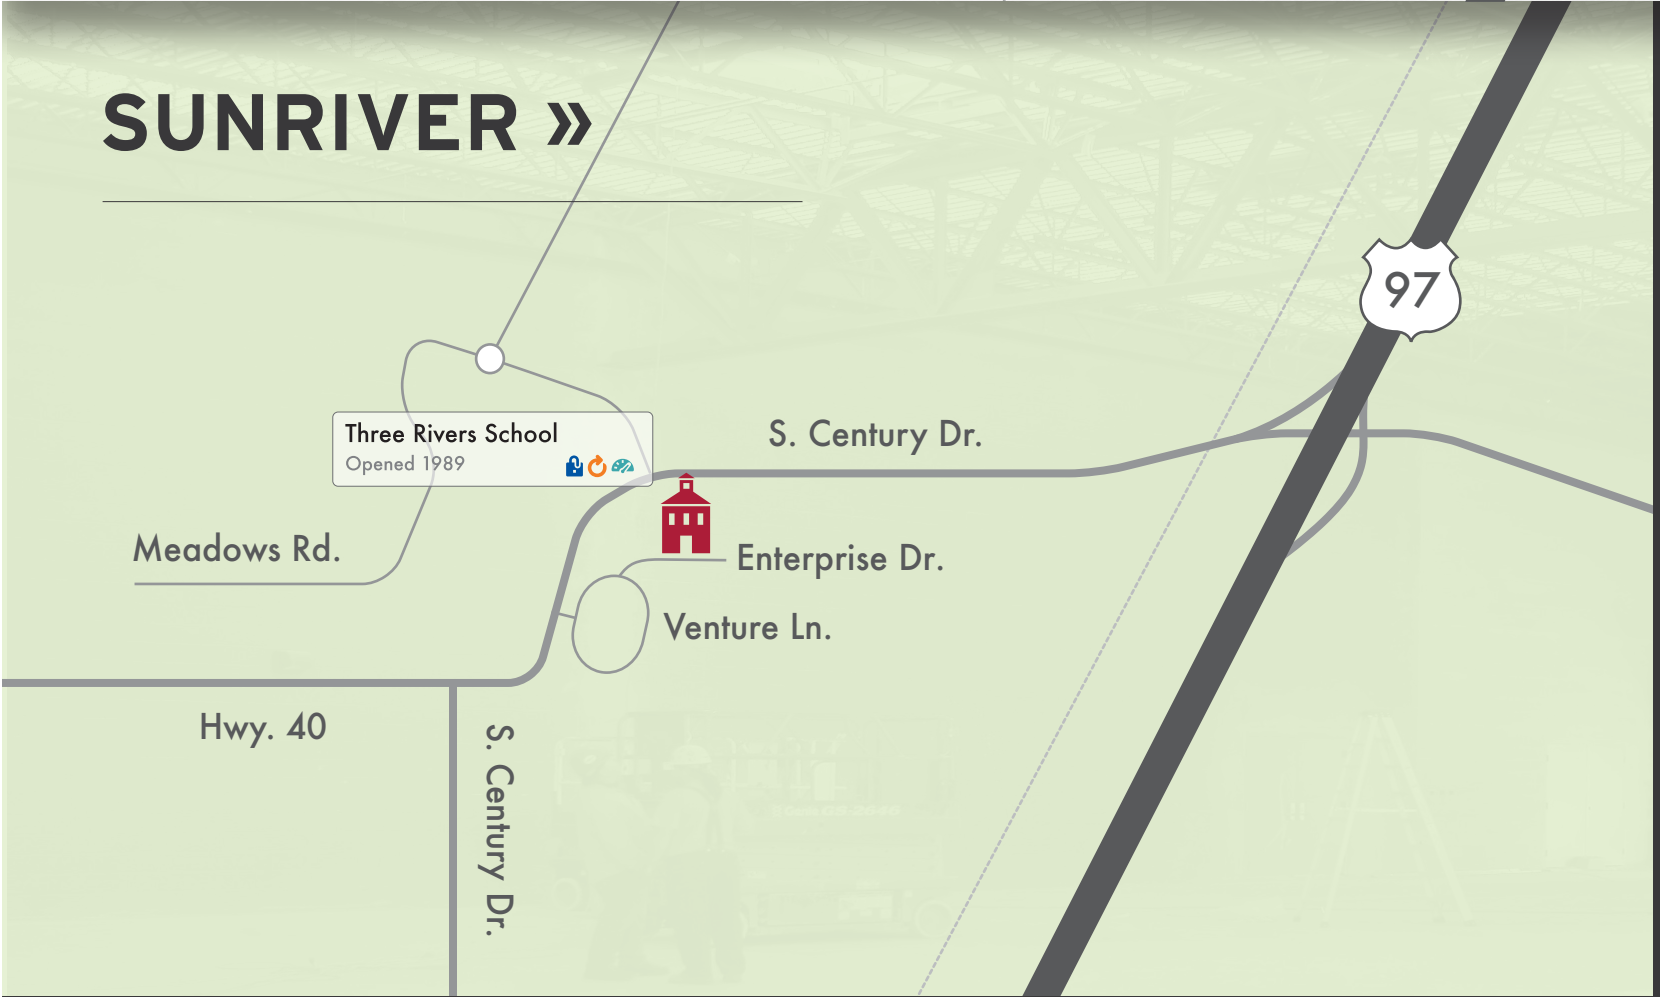 SUNRIVER »
97
S. Century Dr.
Three Rivers School
Opened 1989
Meadows Rd.
Enterprise Dr.
Venture Ln.
Hwy. 40
S. Century Dr.